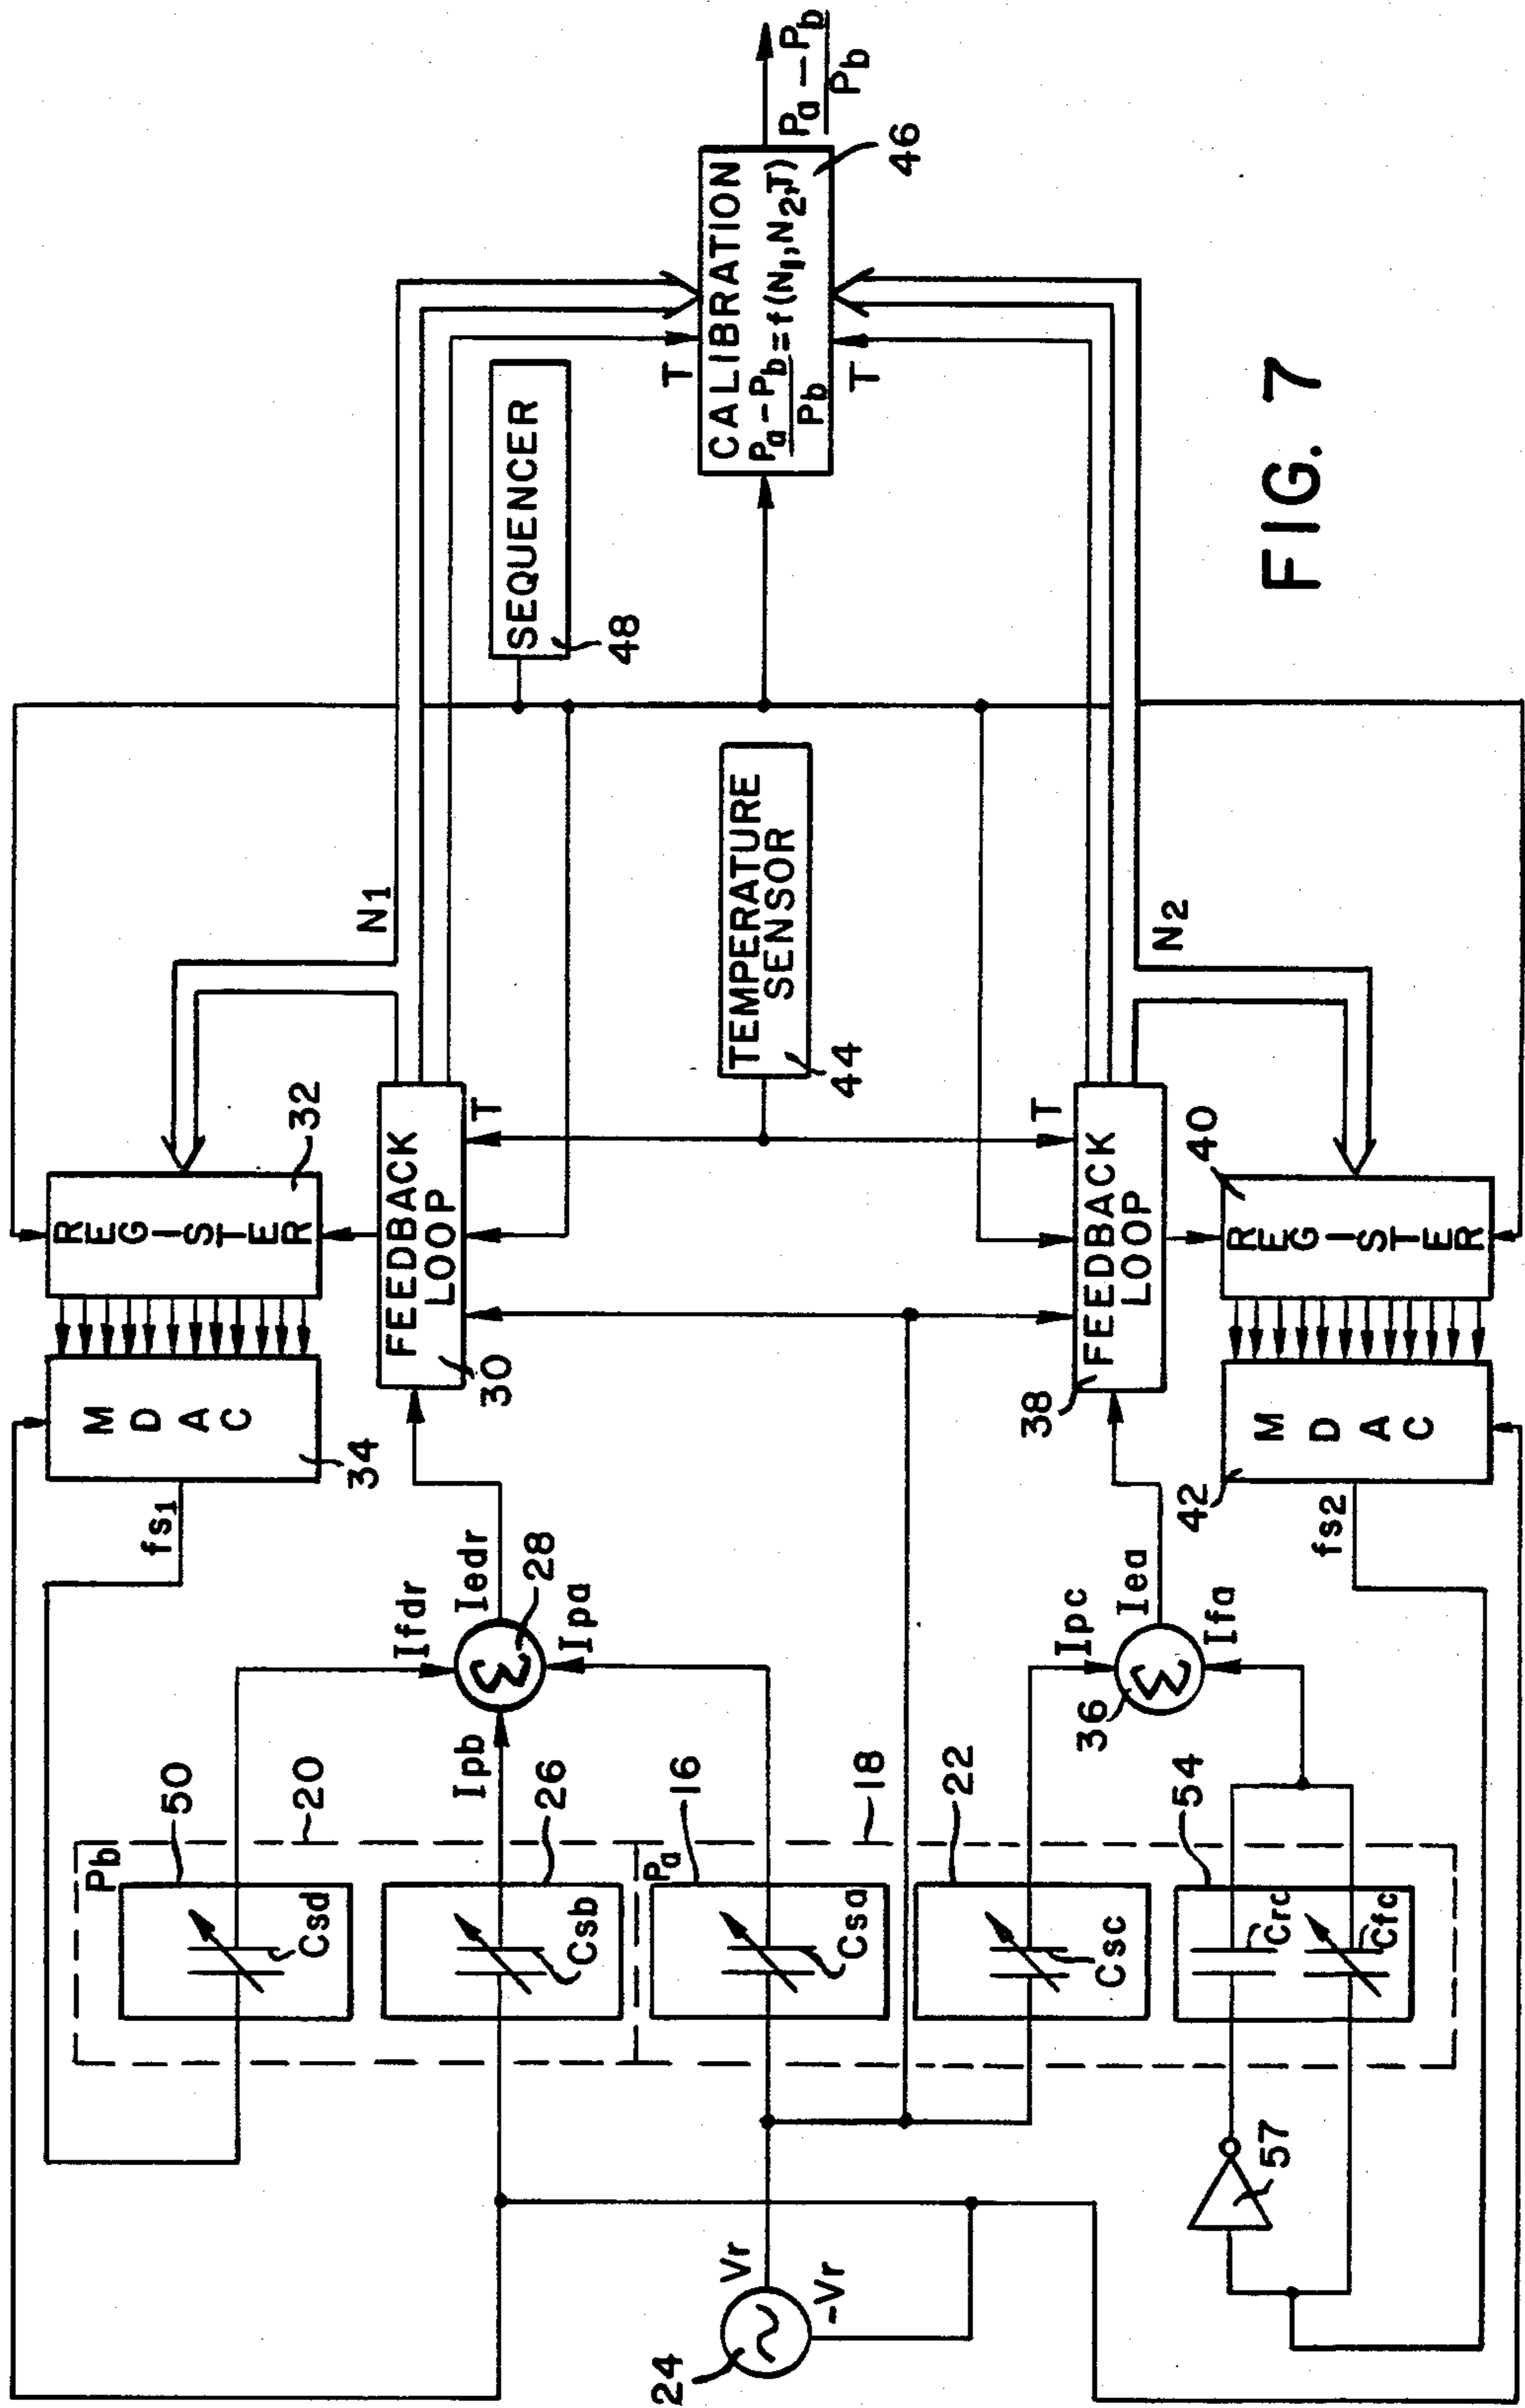 Pb
50
20
Csd
Ipb
26
Csb
Pa
16
Csa
18
22
Csc
54
Crc
Cfc
57
24
Vr
-Vr
fs1
Ifdr
Iedr
28
Ipa
Ipc
Iea
36
Ifa
fs2
MDAC
34
REGISTER
32
FEEDBACK
LOOP
30
T
N1
SEQUENCER
48
TEMPERATURE
SENSOR
44
T
FEEDBACK
LOOP
38
REGISTER
40
MDAC
42
N2
T
CALIBRATION
Pa - Pb = f(N1, N2, T)
Pb
T
46
Pa - Pb
Pb
FIG. 7